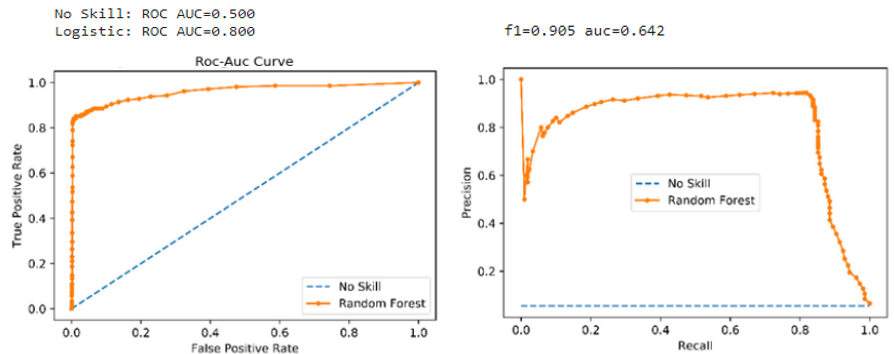 No Skill: ROC AUC=0.500
Logistic: ROC AUC=0.800
Roc-Auc Curve
True Positive Rate
1.0
0.8
0.6
0.4
0.2
0.0
No Skill
Random Forest
0.0 0.2 0.4 0.6 0.8 1.0
False Positive Rate
f1=0.905 auc=0.642
Precision
1.0
0.8
0.6
0.4
0.2
No Skill
Random Forest
0.0 0.2 0.4 0.6 0.8 1.0
Recall